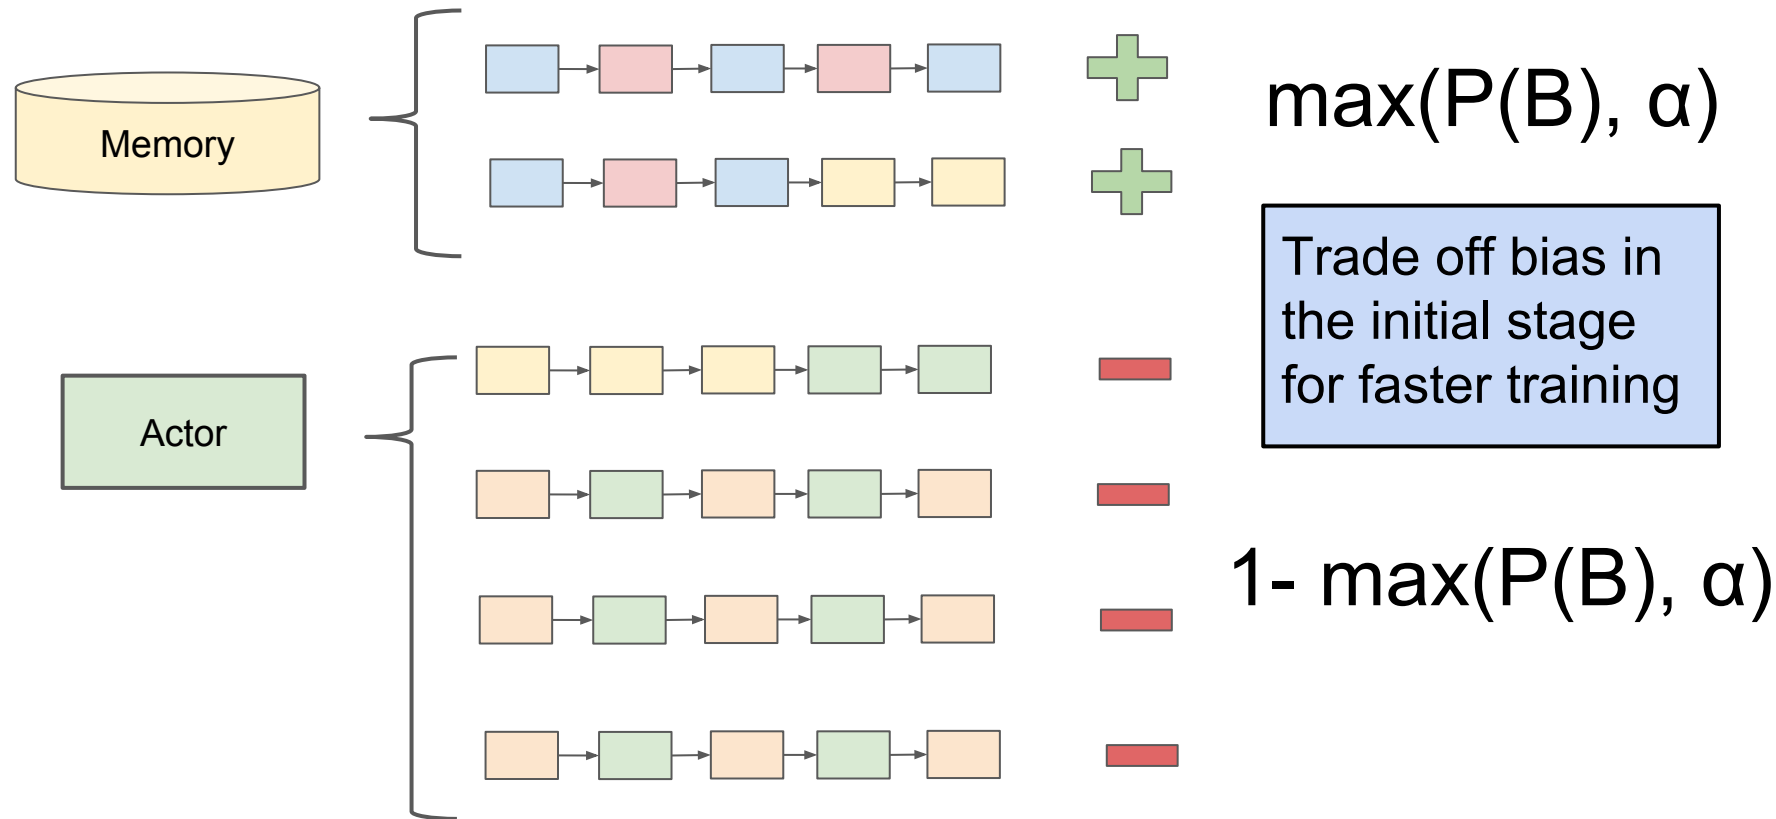 Memory
max(P(B), α)
Trade off bias in
the initial stage
for faster training
Actor
1- max(P(B), α)